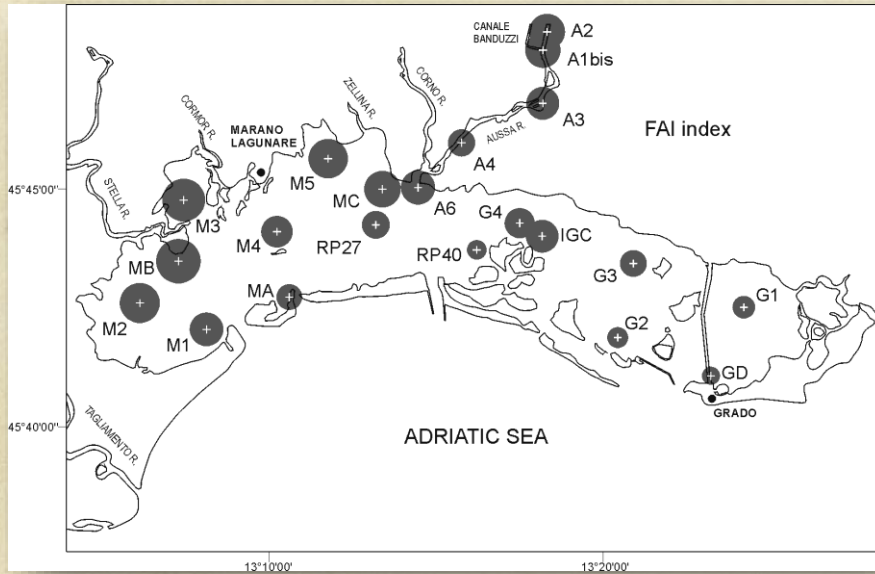 CANALE
BANDUZZI
A2
A1bis
A3
FAI index
ZELLINA R.
CORNO R.
AUSSA R.
CORMOR R.
MARANO
LAGUNARE
A4
45°45'00"
STELLA R.
M5
MC
A6
M3
G4
IGC
M4
RP27
RP40
MB
G3
MA
M2
G1
M1
G2
GD
GRADO
45°40'00"
TAGLIAMENTO R.
ADRIATIC SEA
13°10'00"
13°20'00"